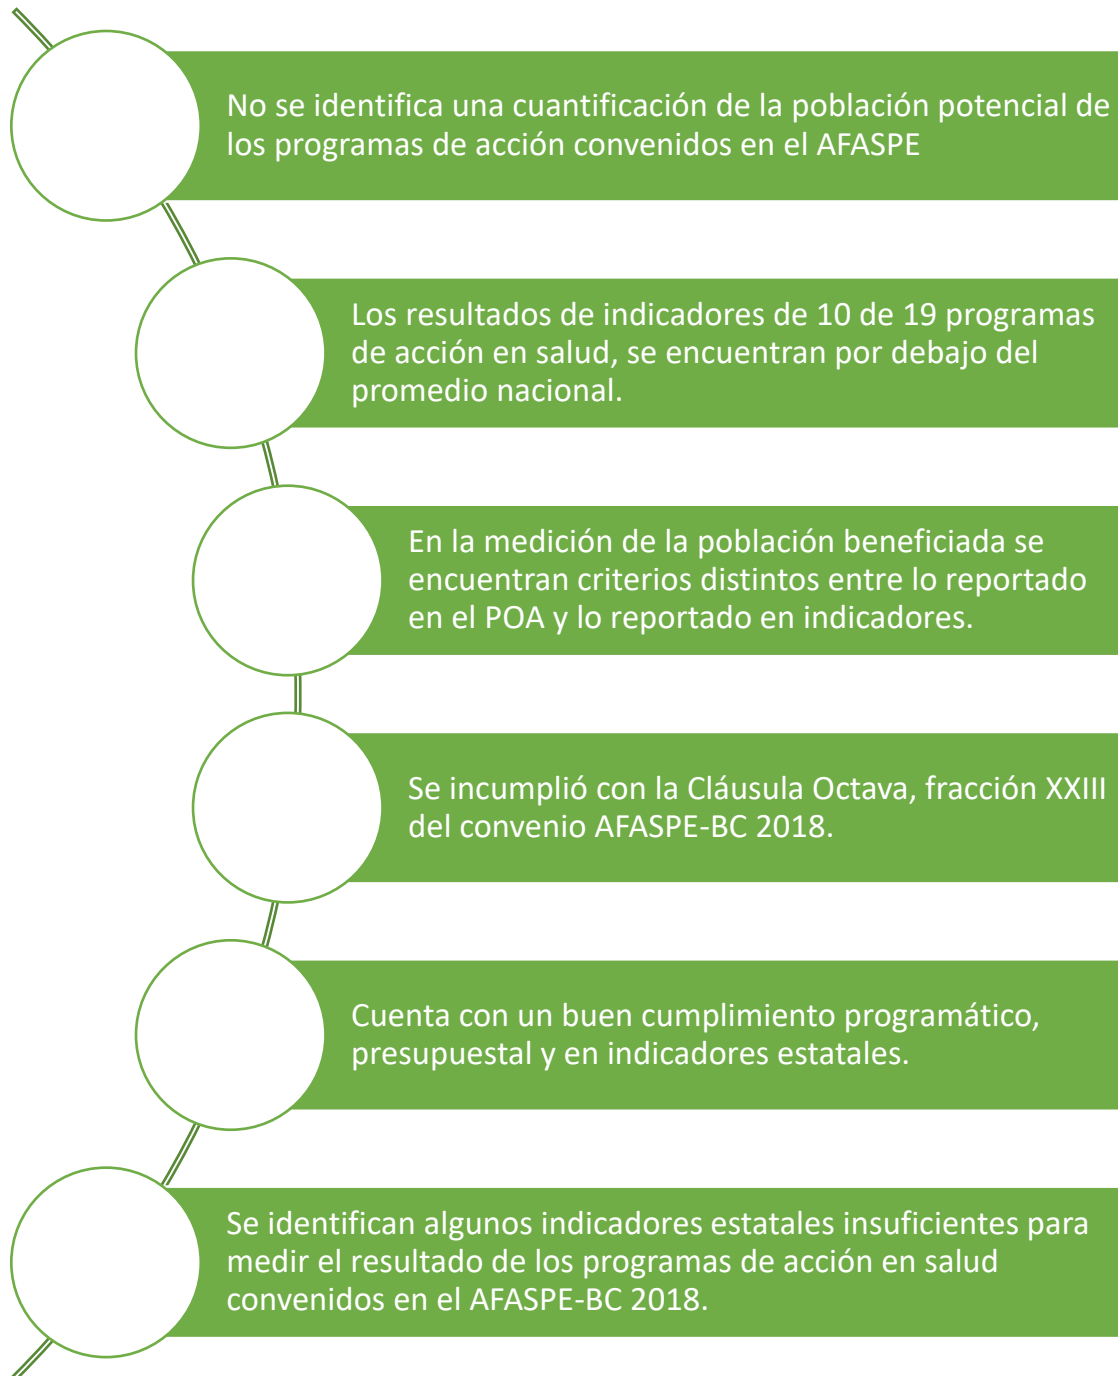 No se identifica una cuantificación de la población potencial de
los programas de acción convenidos en el AFASPE
Los resultados de indicadores de 10 de 19 programas
de acción en salud, se encuentran por debajo del
promedio nacional.
En la medición de la población beneficiada se
encuentran criterios distintos entre lo reportado
en el POA y lo reportado en indicadores.
Se incumplió con la Cláusula Octava, fracción XXIII
del convenio AFASPE-BC 2018.
Cuenta con un buen cumplimiento programático,
presupuestal y en indicadores estatales.
Se identifican algunos indicadores estatales insuficientes para
medir el resultado de los programas de acción en salud
convenidos en el AFASPE-BC 2018.